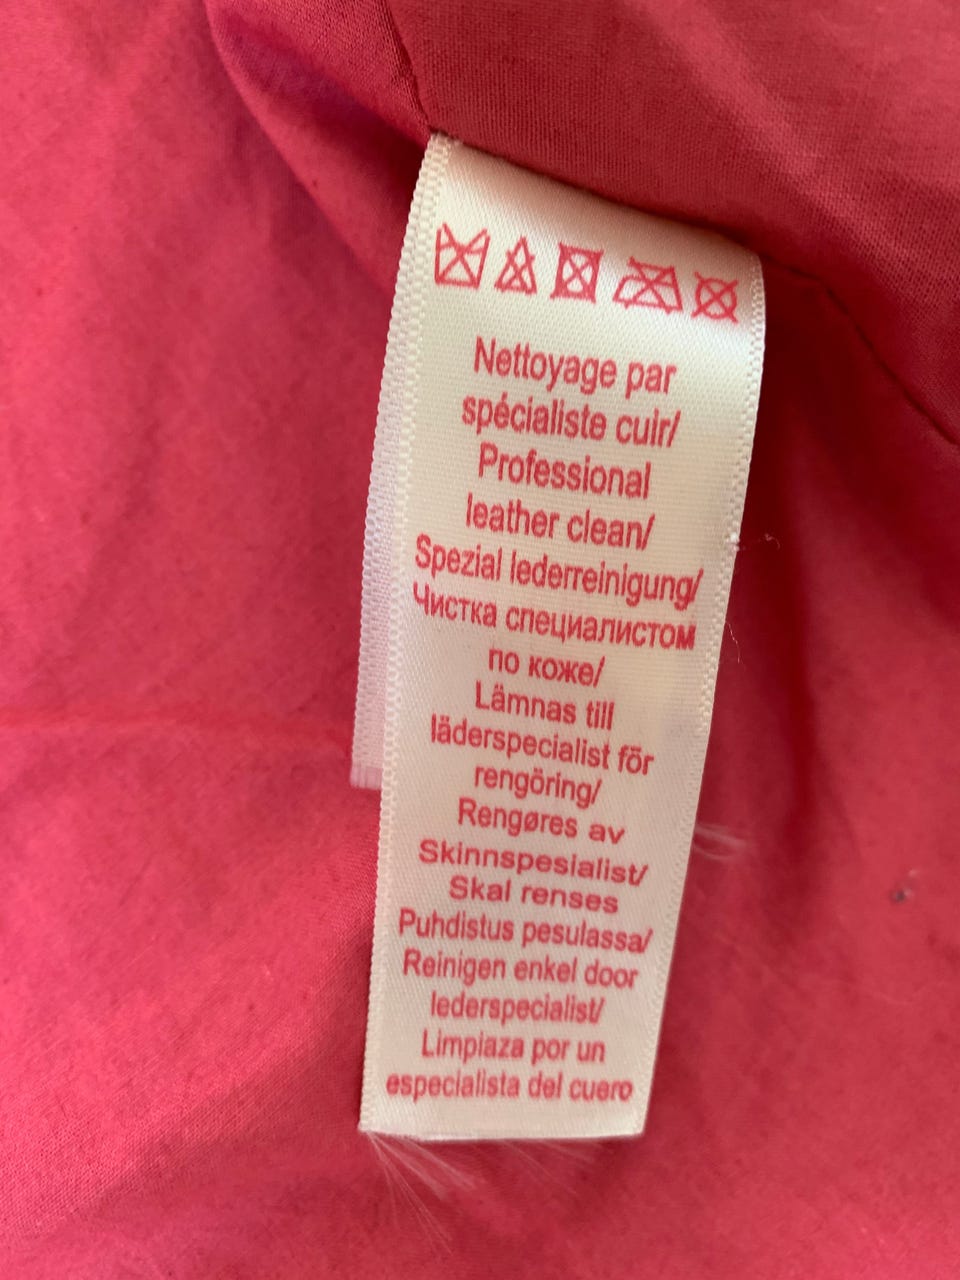 Nettoyage par
spécialiste cuir/
Professional
leather clean/
Spezial lederreinigung/
Чистка специалистом
по коже/
Lämnas till
läderspecialist för
rengöring/
Rengøres av
Skinnspesialist/
Skal renses
Puhdistus pesulassa/
Reinigen enkel door
lederspecialist/
Limpiaza por un
especialista del cuero